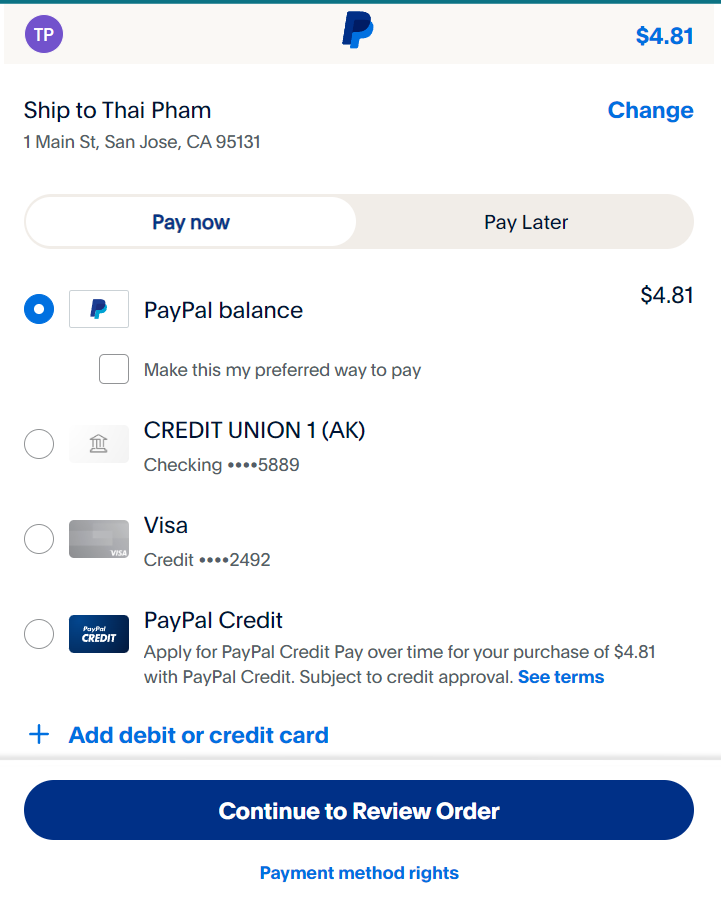 TP
$4.81
Ship to Thai Pham
Change
1 Main St, San Jose, CA 95131
Pay now
Pay Later
PayPal balance
$4.81
Make this my preferred way to pay
CREDIT UNION 1 (AK)
Checking ••••5889
VISA
Visa
Credit ••••2492
PayPal
CREDIT
PayPal Credit
Apply for PayPal Credit Pay over time for your purchase of $4.81
with PayPal Credit. Subject to credit approval. See terms
+ Add debit or credit card
Continue to Review Order
Payment method rights